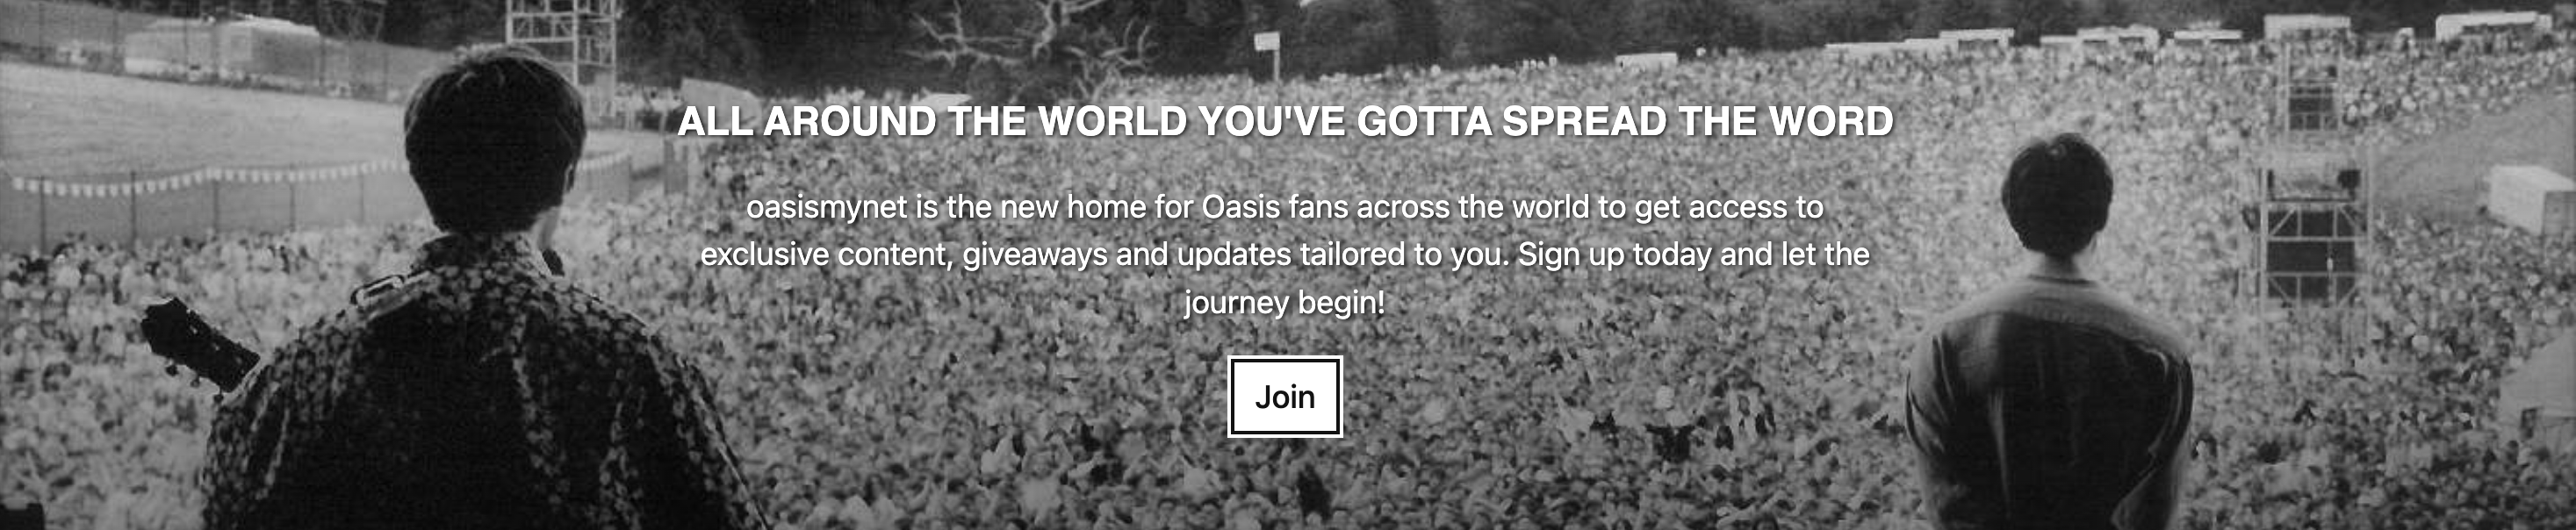 ALL AROUND THE WORLD YOU'VE GOTTA SPREAD THE WORD
oasismynet is the new home for Oasis fans across the world to get access to
exclusive content, giveaways and updates tailored to you. Sign up today and let the
journey begin!
Join